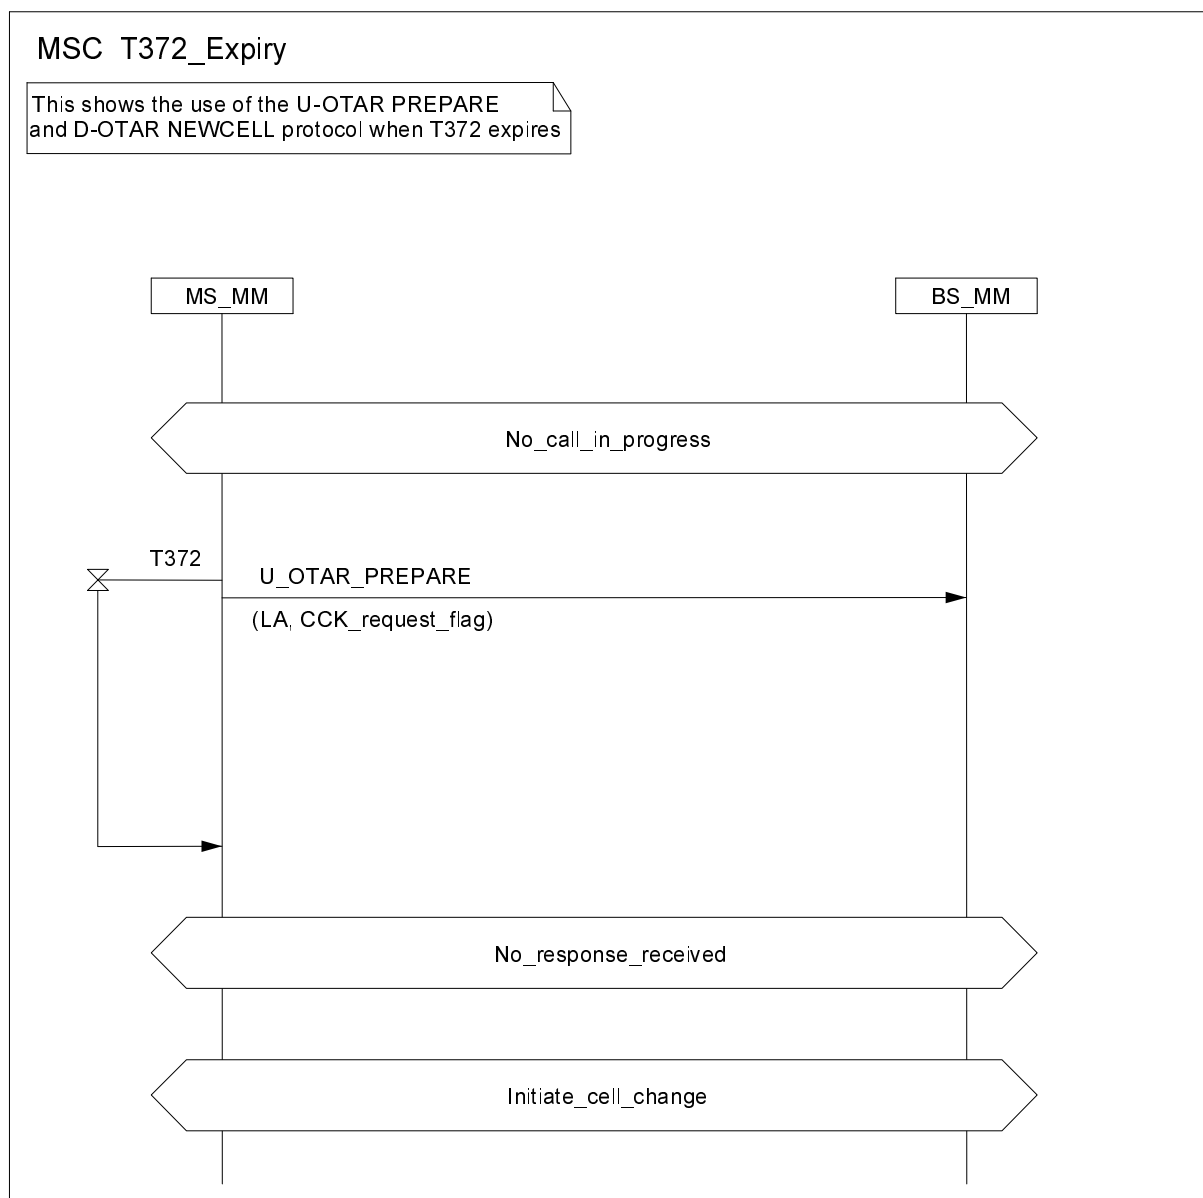 MSC T372_Expiry
This shows the use of the U-OTAR PREPARE
and D-OTAR NEWCELL protocol when T372 expires
MS_MM
BS_MM
No_call_in_progress
T372
U_OTAR_PREPARE
(LA, CCK_request_flag)
No_response_received
Initiate_cell_change